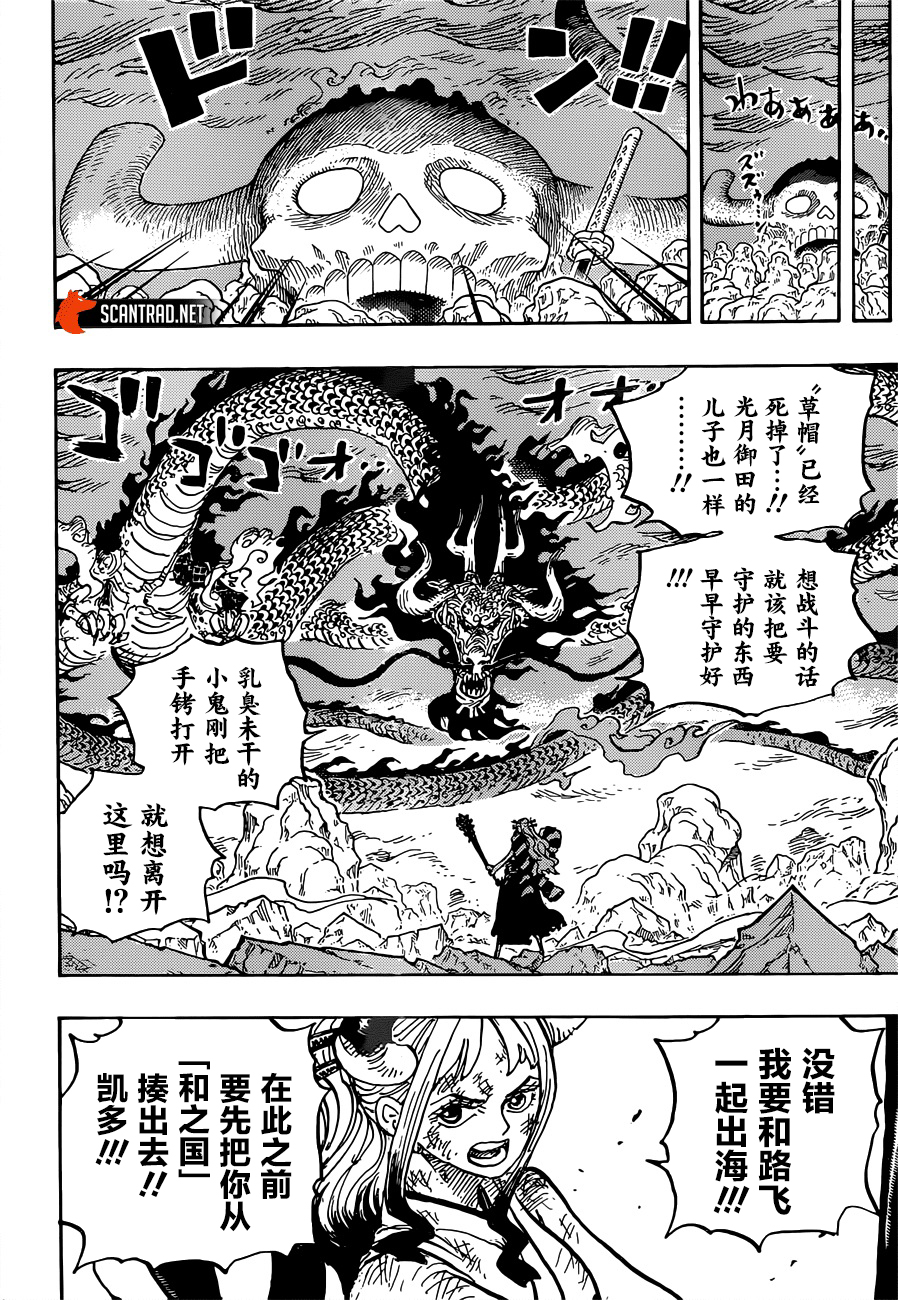 わああああ..
ズズゥゥ
ドン!!
SCANTRAD.NET
“草帽”已经
死掉了…!!
光月御田的
儿子也一样
……!!
想战斗的话
就该把要
守护的东西
早早守护好
!!!
オオオ…
ゴゴゴオオ..
乳臭未干的
小鬼刚把
手铐打开
就想离开
这里吗!?
没错
我要和路飞
一起出海!!!
在此之前
要先把你从
「和之国」
揍出去!!
凯多!!!